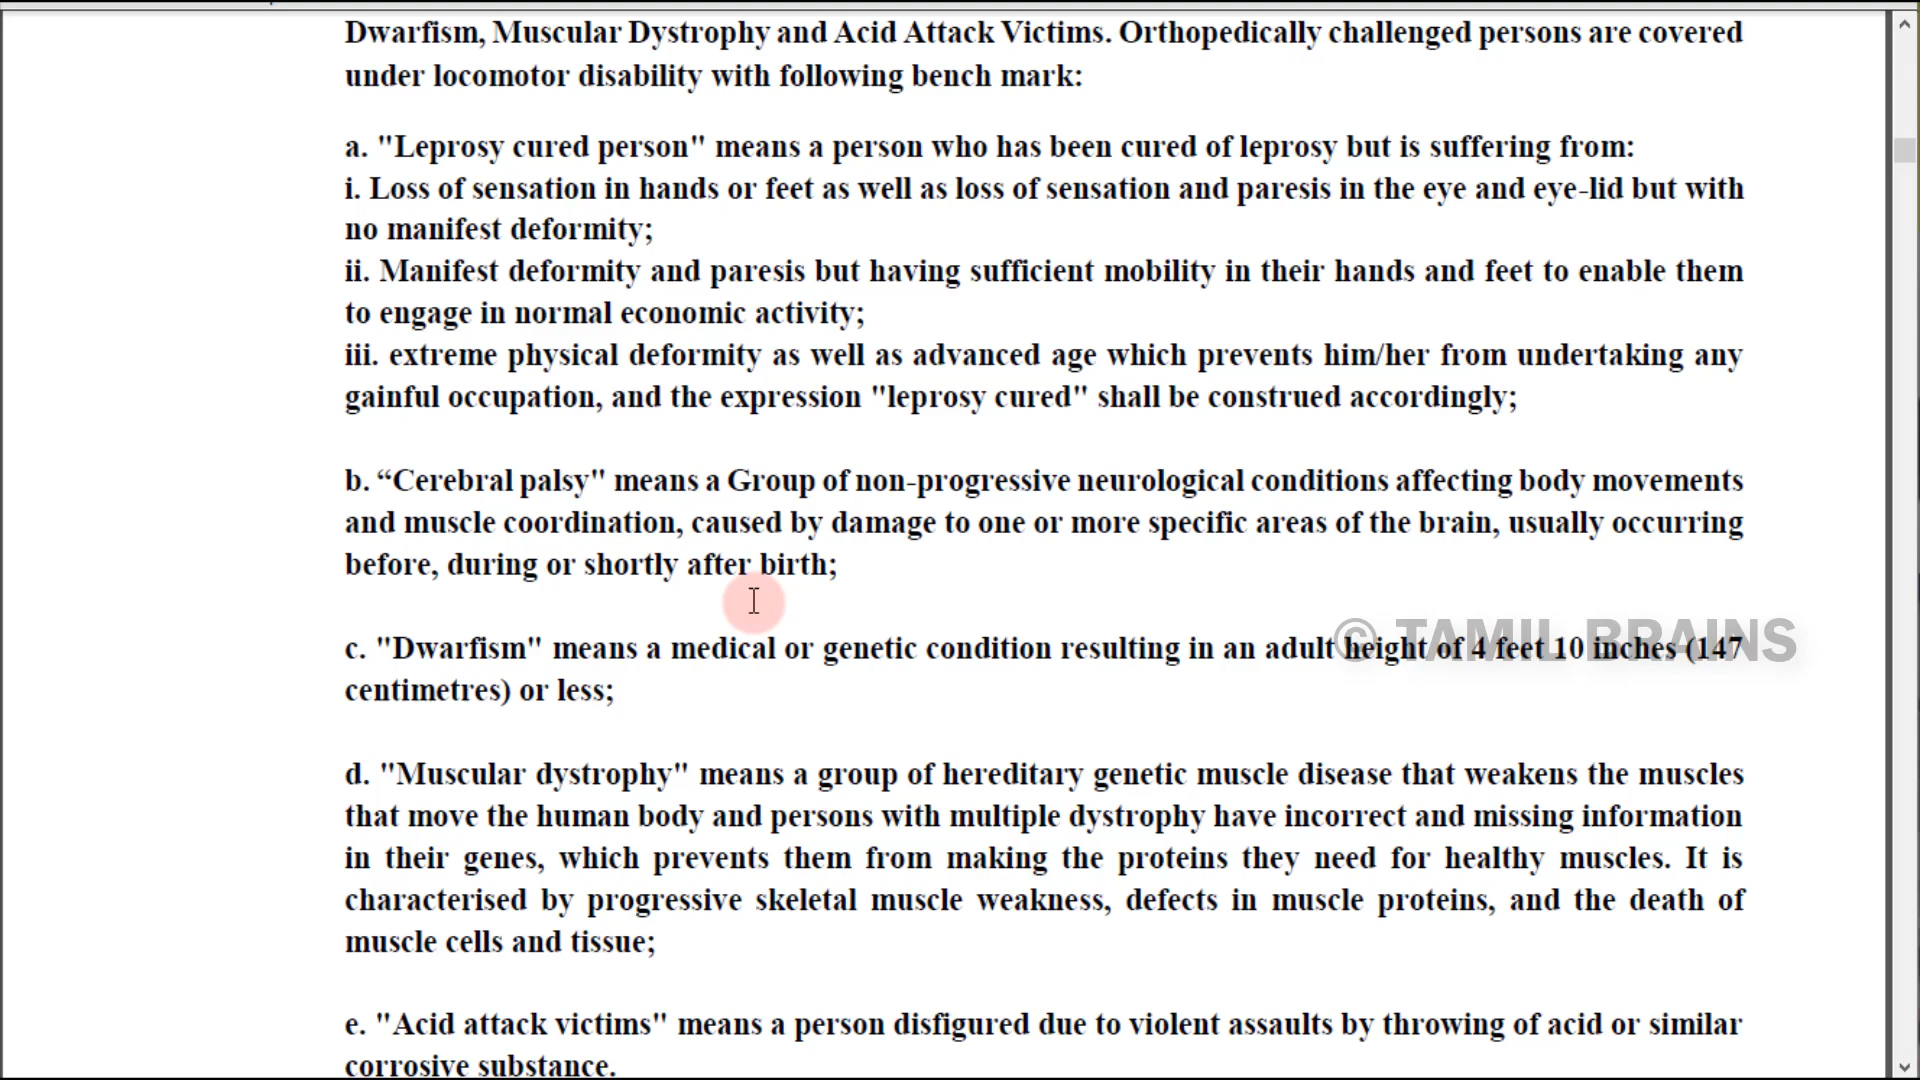 Dwarfism, Muscular Dystrophy and Acid Attack Victims. Orthopedically challenged persons are covered
under locomotor disability with following bench mark:
a. "Leprosy cured person" means a person who has been cured of leprosy but is suffering from:
i. Loss of sensation in hands or feet as well as loss of sensation and paresis in the eye and eye-lid but with
no manifest deformity;
ii. Manifest deformity and paresis but having sufficient mobility in their hands and feet to enable them
to engage in normal economic activity;
iii. extreme physical deformity as well as advanced age which prevents him/her from undertaking any
gainful occupation, and the expression "leprosy cured" shall be construed accordingly;
b. “Cerebral palsy" means a Group of non-progressive neurological conditions affecting body movements
and muscle coordination, caused by damage to one or more specific areas of the brain, usually occurring
before, during or shortly after birth;
© TAMIL BRAINS
c. "Dwarfism" means a medical or genetic condition resulting in an adult height of 4 feet 10 inches (147
centimetres) or less;
d. "Muscular dystrophy" means a group of hereditary genetic muscle disease that weakens the muscles
that move the human body and persons with multiple dystrophy have incorrect and missing information
in their genes, which prevents them from making the proteins they need for healthy muscles. It is
characterised by progressive skeletal muscle weakness, defects in muscle proteins, and the death of
muscle cells and tissue;
e. "Acid attack victims" means a person disfigured due to violent assaults by throwing of acid or similar
corrosive substance.